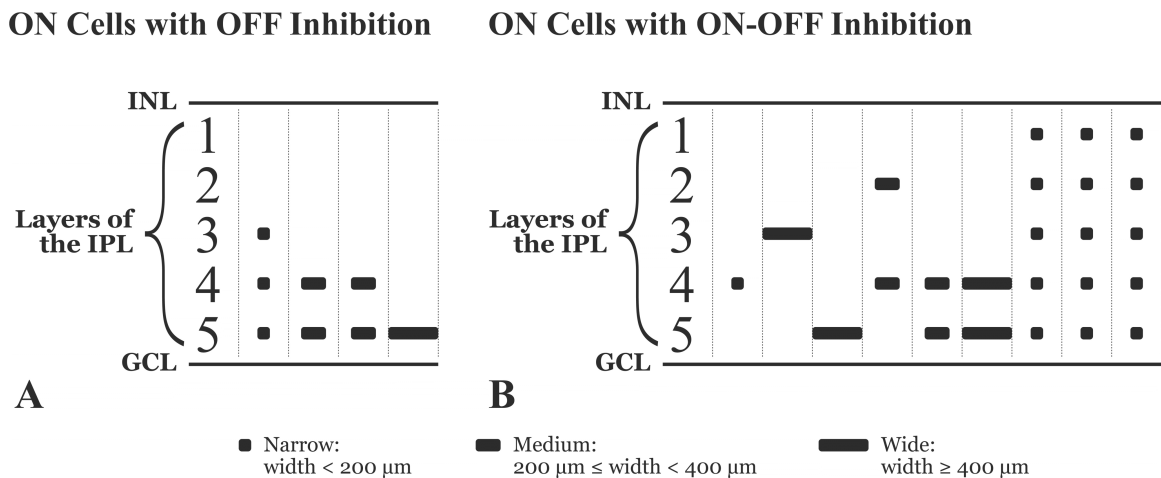 ON Cells with OFF Inhibition
ON Cells with ON-OFF Inhibition
INL
1
2
Layers of
the IPL
3
4
5
GCL
A
INL
1
2
Layers of
the IPL
3
4
5
GCL
B
Narrow:
width < 200 µm
Medium:
200 µm ≤ width < 400 µm
Wide:
width ≥ 400 µm